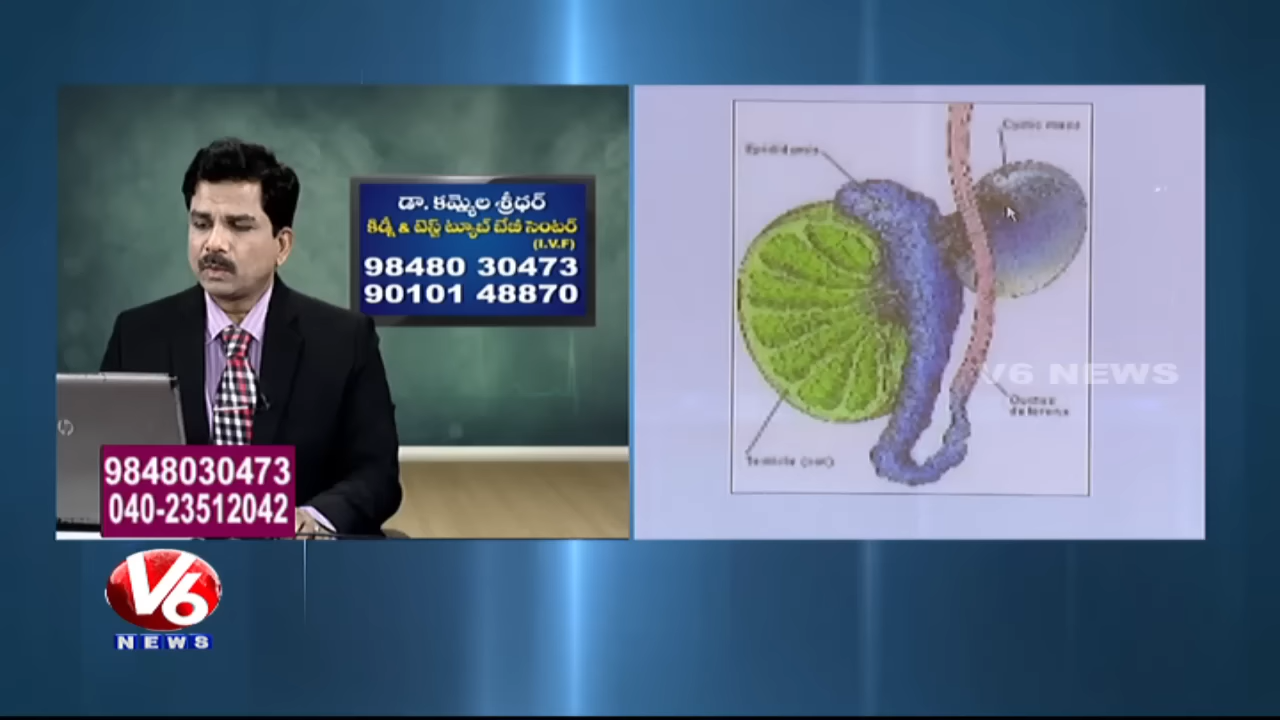 డా. కమ్మెల శ్రీధర్
కిడ్నీ & టెస్ట్ ట్యూబ్ బేబీ సెంటర్
(I.V.F)
98480 30473
90101 48870
9848030473
040-23512042
V6
NEWS
Cystic mass
Epididymis
V6 NEWS
Ductus
deferens
Testicle (cut)